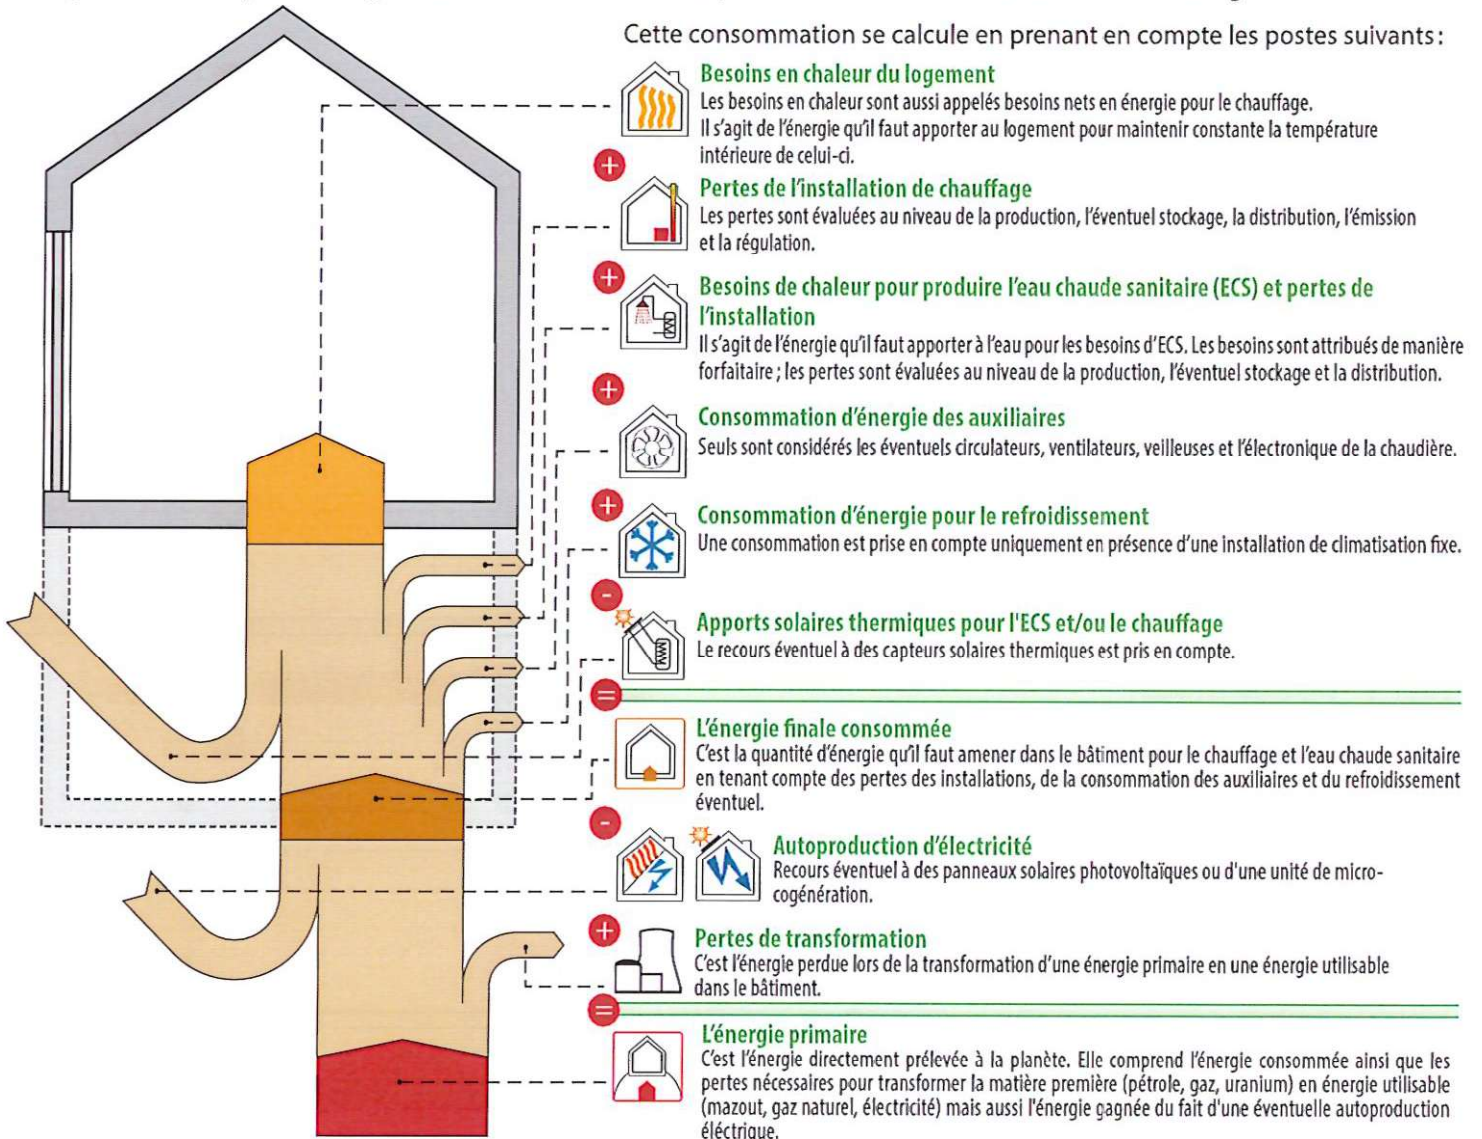 Cette consommation se calcule en prenant en compte les postes suivants :
Besoins en chaleur du logement
Les besoins en chaleur sont aussi appelés besoins nets en énergie pour le chauffage.
Il s'agit de l'énergie qu'il faut apporter au logement pour maintenir constante la température
intérieure de celui-ci.
+
Pertes de l'installation de chauffage
Les pertes sont évaluées au niveau de la production, l'éventuel stockage, la distribution, l'émission
et la régulation.
+
Besoins de chaleur pour produire l'eau chaude sanitaire (ECS) et pertes de
l'installation
Il s'agit de l'énergie qu'il faut apporter à l'eau pour les besoins d'ECS. Les besoins sont attribués de manière
forfaitaire ; les pertes sont évaluées au niveau de la production, l'éventuel stockage et la distribution.
+
Consommation d'énergie des auxiliaires
Seuls sont considérés les éventuels circulateurs, ventilateurs, veilleuses et l'électronique de la chaudière.
+
Consommation d'énergie pour le refroidissement
Une consommation est prise en compte uniquement en présence d'une installation de climatisation fixe.
-
Apports solaires thermiques pour l'ECS et/ou le chauffage
Le recours éventuel à des capteurs solaires thermiques est pris en compte.
=
L'énergie finale consommée
C'est la quantité d'énergie qu'il faut amener dans le bâtiment pour le chauffage et l'eau chaude sanitaire
en tenant compte des pertes des installations, de la consommation des auxiliaires et du refroidissement
éventuel.
-
Autoproduction d'électricité
Recours éventuel à des panneaux solaires photovoltaïques ou d'une unité de micro-
cogénération.
+
Pertes de transformation
C'est l'énergie perdue lors de la transformation d'une énergie primaire en une énergie utilisable
dans le bâtiment.
=
L'énergie primaire
C'est l'énergie directement prélevée à la planète. Elle comprend l'énergie consommée ainsi que les
pertes nécessaires pour transformer la matière première (pétrole, gaz, uranium) en énergie utilisable
(mazout, gaz naturel, électricité) mais aussi l'énergie gagnée du fait d'une éventuelle autoproduction
éléctrique.